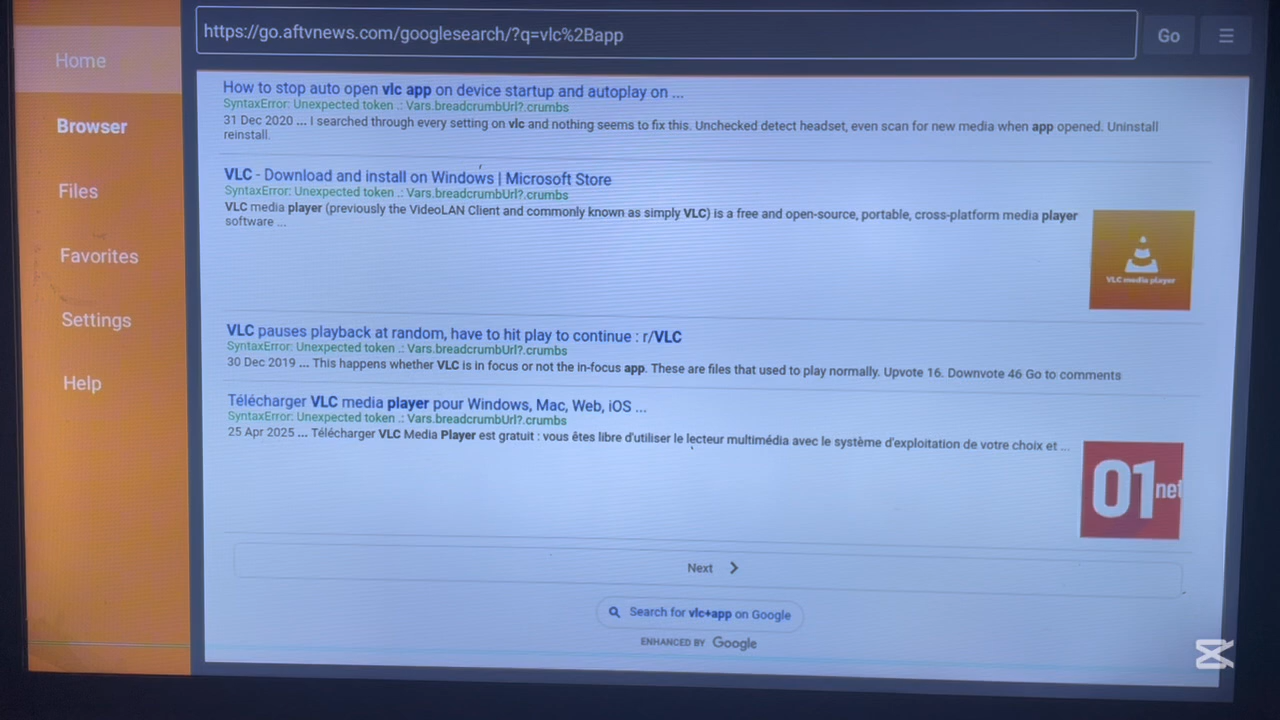 https://go.aftvnews.com/googlesearch/?q=vlc%2Bapp
Go
Home
Browser
Files
Favorites
Settings
Help
How to stop auto open vlc app on device startup and autoplay on ...
SyntaxError: Unexpected token .: Vars.breadcrumbUrl?.crumbs
31 Dec 2020 ... I searched through every setting on vlc and nothing seems to fix this. Unchecked detect headset, even scan for new media when app opened. Uninstall
reinstall.
VLC - Download and install on Windows | Microsoft Store
SyntaxError: Unexpected token .: Vars.breadcrumbUrl?.crumbs
VLC media player (previously the VideoLAN Client and commonly known as simply VLC) is a free and open-source, portable, cross-platform media player
software ...
VLC media player
VLC pauses playback at random, have to hit play to continue : r/VLC
SyntaxError: Unexpected token .: Vars.breadcrumbUrl?.crumbs
30 Dec 2019 ... This happens whether VLC is in focus or not the in-focus app. These are files that used to play normally. Upvote 16. Downvote 46 Go to comments
Télécharger VLC media player pour Windows, Mac, Web, iOS ...
SyntaxError: Unexpected token .: Vars.breadcrumbUrl?.crumbs
25 Apr 2025 ... Télécharger VLC Media Player est gratuit : vous êtes libre d'utiliser le lecteur multimédia avec le système d'exploitation de votre choix et ...
01net
Next
Search for vlc+app on Google
ENHANCED BY Google